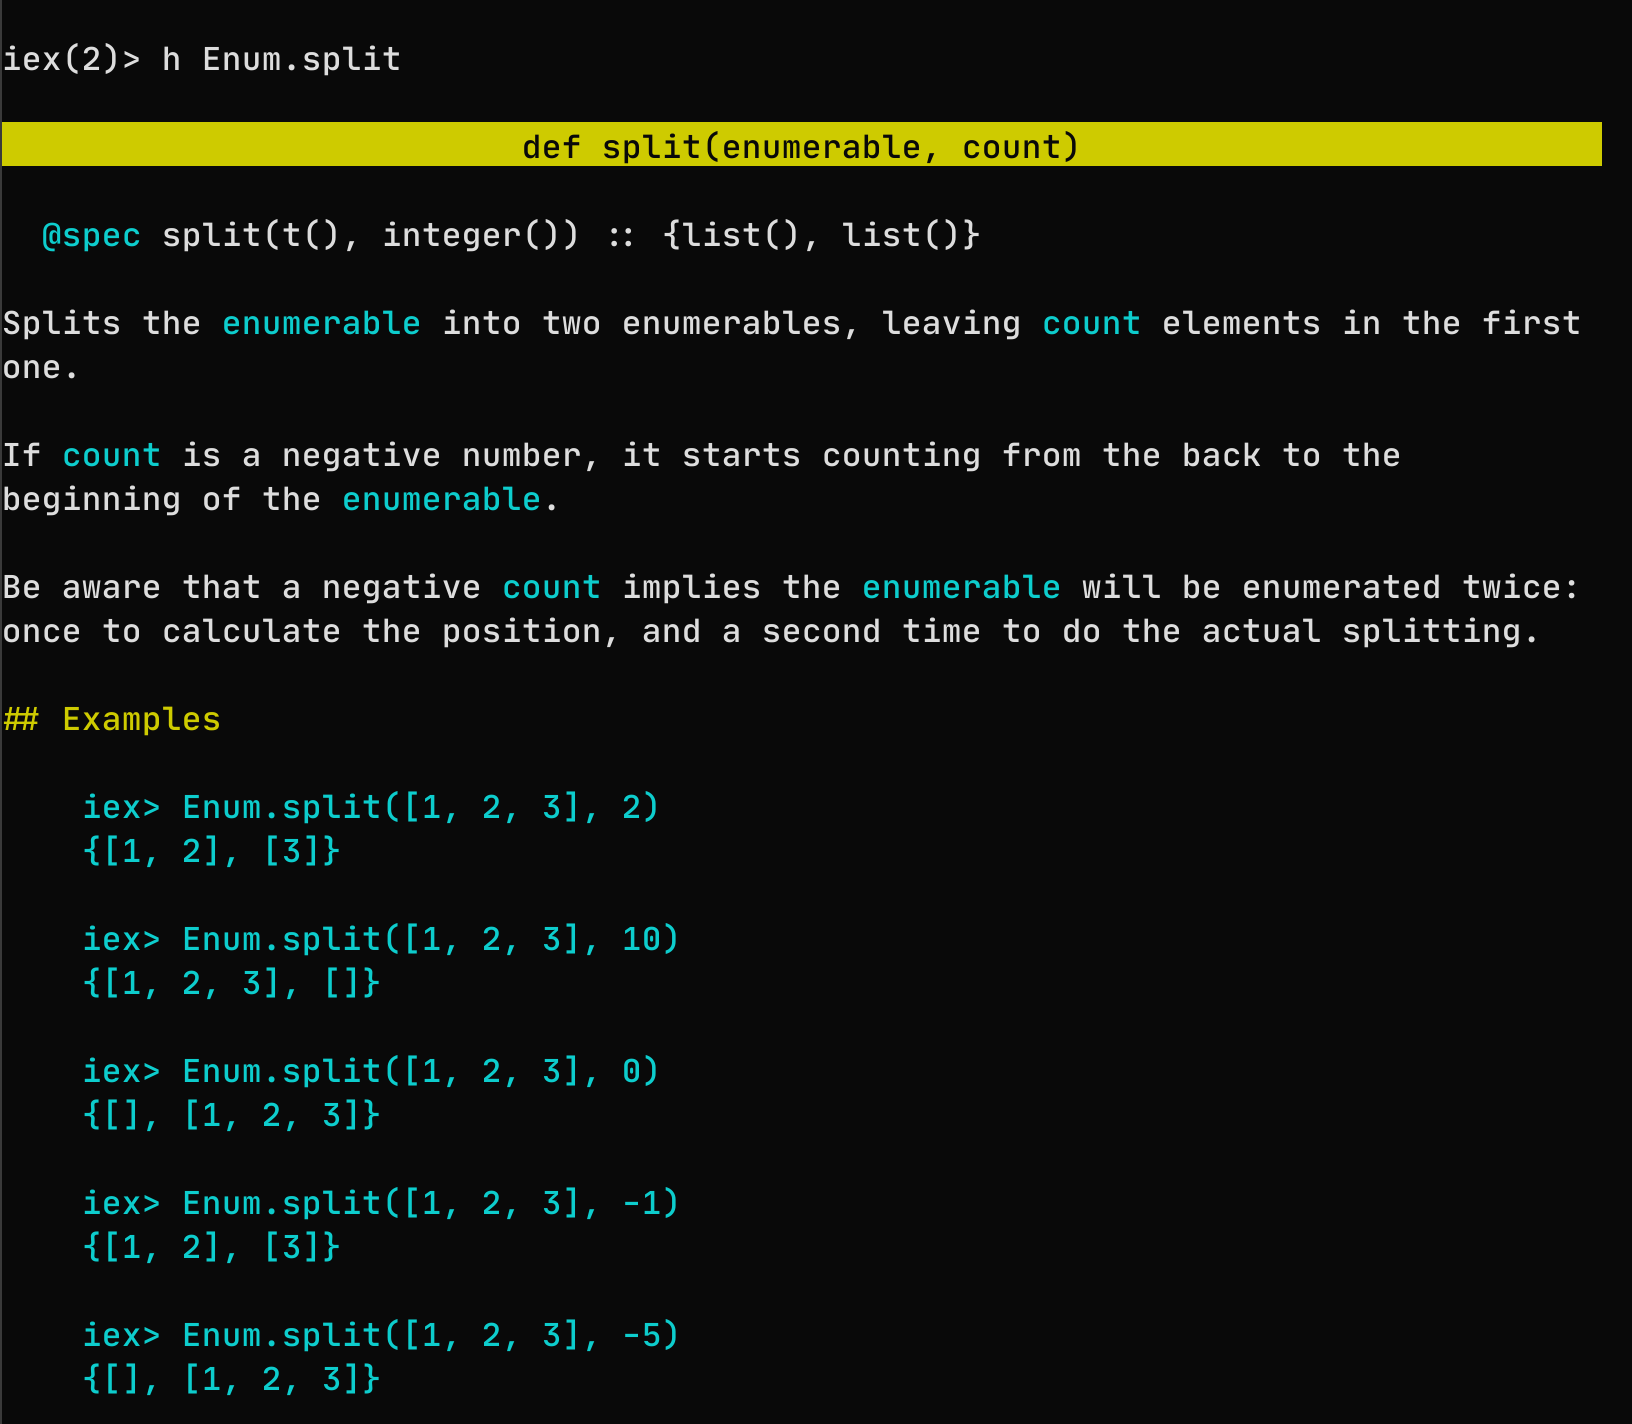 iex(2)> h Enum.split
def split(enumerable, count)
@spec split(t(), integer()) :: {list(), list()}
Splits the enumerable into two enumerables, leaving count elements in the first
one.
If count is a negative number, it starts counting from the back to the
beginning of the enumerable.
Be aware that a negative count implies the enumerable will be enumerated twice:
once to calculate the position, and a second time to do the actual splitting.
## Examples
iex> Enum.split([1, 2, 3], 2)
{[1, 2], [3]}
iex> Enum.split([1, 2, 3], 10)
{[1, 2, 3], []}
iex> Enum.split([1, 2, 3], 0)
{[], [1, 2, 3]}
iex> Enum.split([1, 2, 3], -1)
{[1, 2], [3]}
iex> Enum.split([1, 2, 3], -5)
{[], [1, 2, 3]}